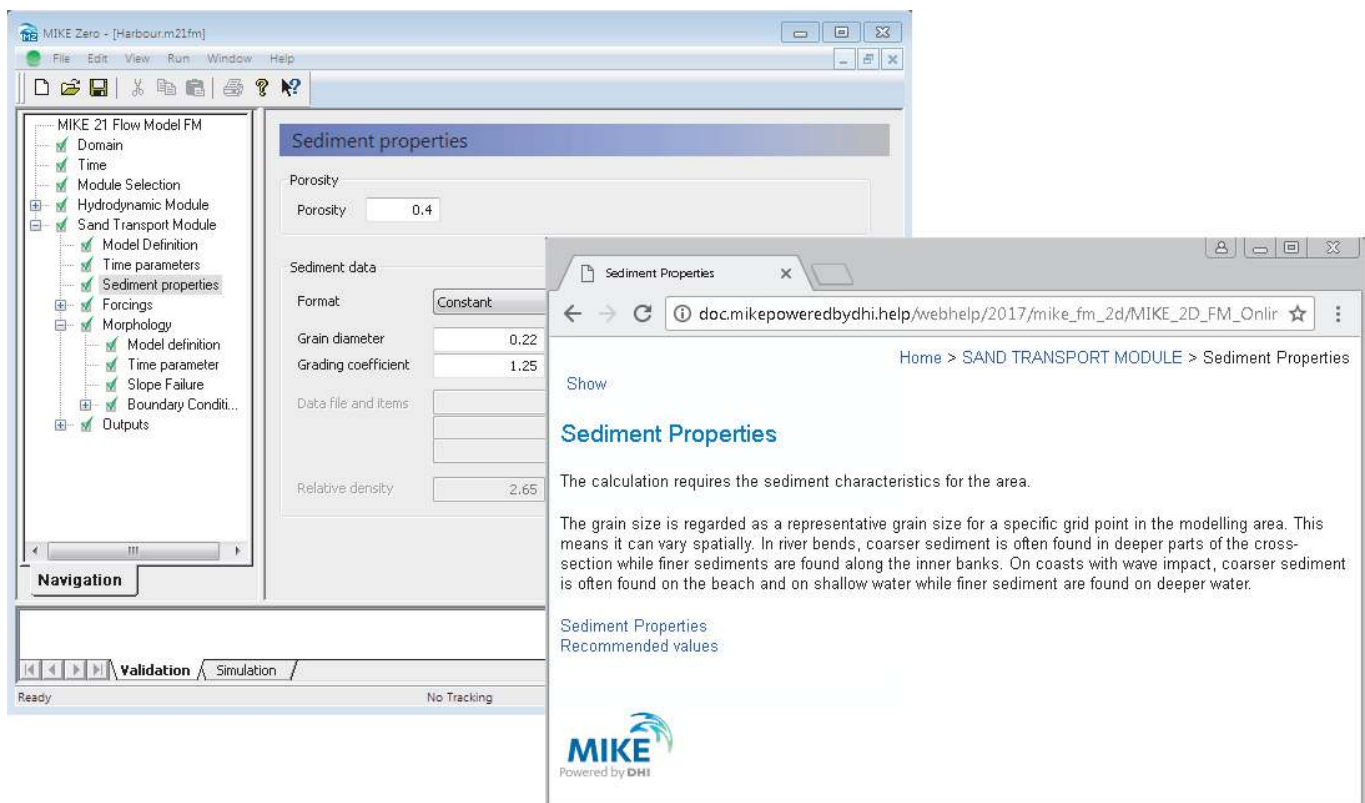 MIKE Zero - [Harbour.m21fm]
File Edit View Run Window Help
MIKE 21 Flow Model FM
Domain
Time
Module Selection
Hydrodynamic Module
Sand Transport Module
Model Definition
Time parameters
Sediment properties
Forcings
Morphology
Model definition
Time parameter
Slope Failure
Boundary Conditi...
Outputs
Navigation
Sediment properties
Porosity
Porosity 0.4
Sediment data
Format Constant
Grain diameter 0.22
Grading coefficient 1.25
Data file and items
Relative density 2.65
Validation Simulation
Ready No Tracking
Sediment Properties
doc.mikepoweredbydhi.help/webhelp/2017/mike_fm_2d/MIKE_2D_FM_Onlir
Home > SAND TRANSPORT MODULE > Sediment Properties
Show
Sediment Properties
The calculation requires the sediment characteristics for the area.
The grain size is regarded as a representative grain size for a specific grid point in the modelling area. This
means it can vary spatially. In river bends, coarser sediment is often found in deeper parts of the cross-
section while finer sediments are found along the inner banks. On coasts with wave impact, coarser sediment
is often found on the beach and on shallow water while finer sediment are found on deeper water.
Sediment Properties
Recommended values
MIKE
Powered by DHI